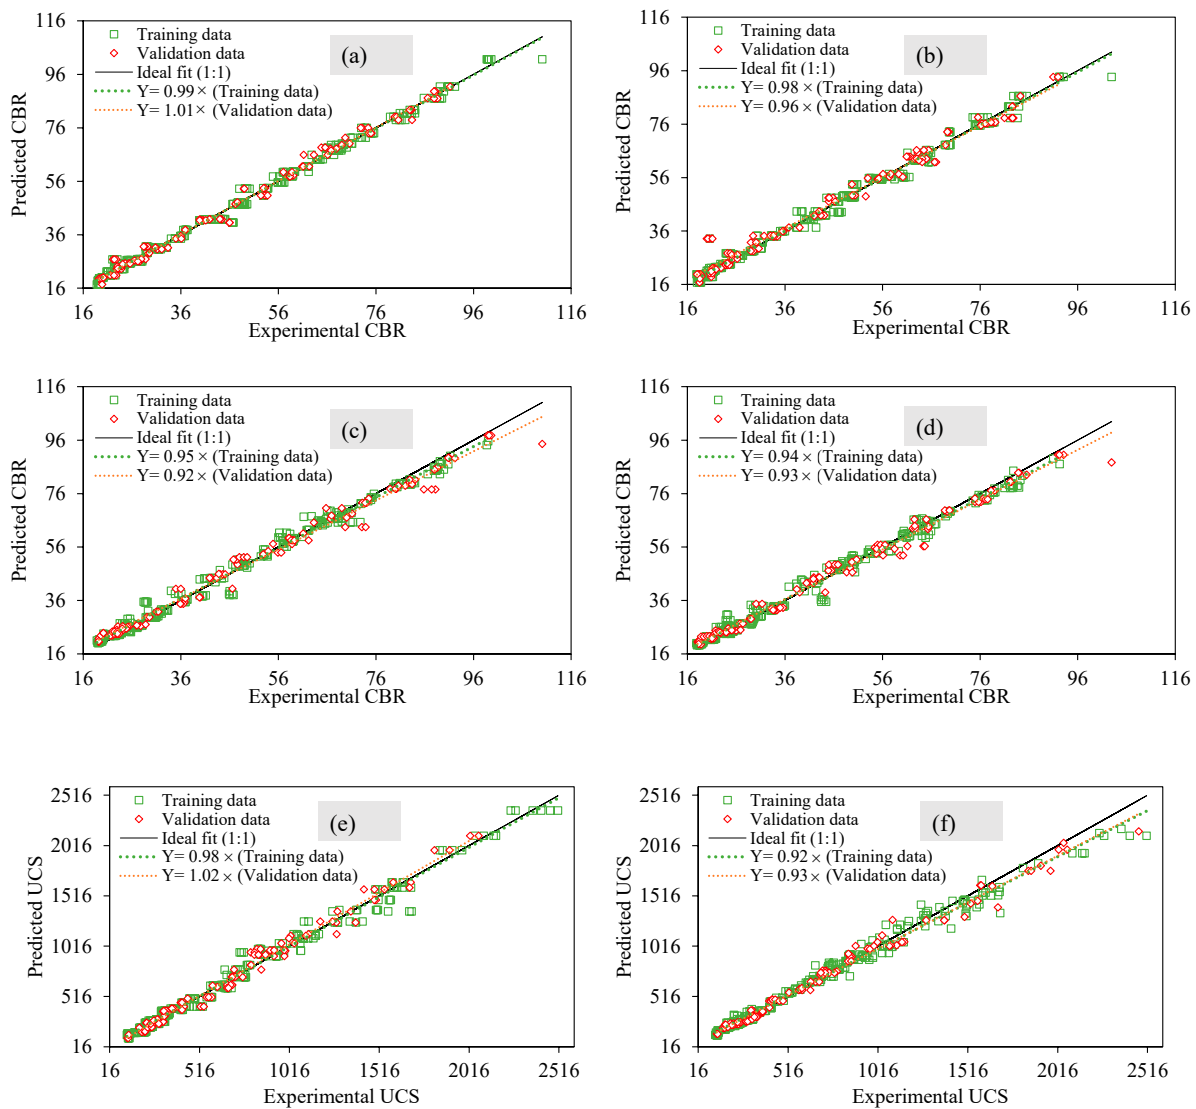 116
96
76
56
36
16
Predicted CBR
Training data
Validation data
Ideal fit (1:1)
Y= 0.99 × (Training data)
Y= 1.01 × (Validation data)
(a)
16 36 56 76 96 116
Experimental CBR
116
96
76
56
36
16
Predicted CBR
Training data
Validation data
Ideal fit (1:1)
Y= 0.98 × (Training data)
Y= 0.96 × (Validation data)
(b)
16 36 56 76 96 116
Experimental CBR
116
96
76
56
36
16
Predicted CBR
Training data
Validation data
Ideal fit (1:1)
Y= 0.95 × (Training data)
Y= 0.92 × (Validation data)
(c)
16 36 56 76 96 116
Experimental CBR
116
96
76
56
36
16
Predicted CBR
Training data
Validation data
Ideal fit (1:1)
Y= 0.94 × (Training data)
Y= 0.93 × (Validation data)
(d)
16 36 56 76 96 116
Experimental CBR
2516
2016
1516
1016
516
16
Predicted UCS
Training data
Validation data
Ideal fit (1:1)
Y= 0.98 × (Training data)
Y= 1.02 × (Validation data)
(e)
16 516 1016 1516 2016 2516
Experimental UCS
2516
2016
1516
1016
516
16
Predicted UCS
Training data
Validation data
Ideal fit (1:1)
Y= 0.92 × (Training data)
Y= 0.93 × (Validation data)
(f)
16 516 1016 1516 2016 2516
Experimental UCS